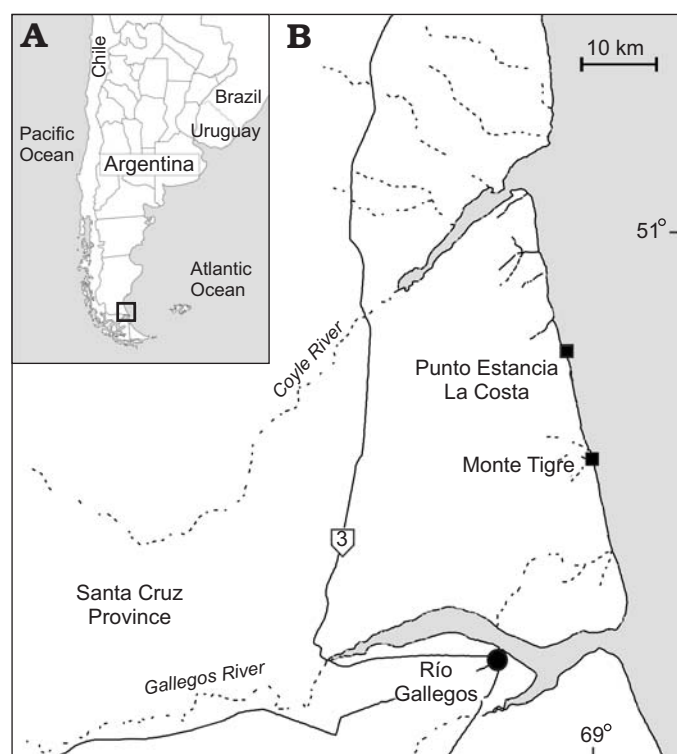 A
Chile
Brazil
Uruguay
Pacific
Ocean
Argentina
Atlantic
Ocean
B
10 km
51°
Coyle River
Punto Estancia
La Costa
Monte Tigre
3
Santa Cruz
Province
Gallegos River
Río
Gallegos
69°